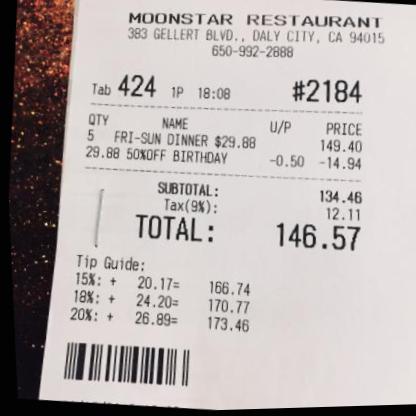 MOONSTAR RESTAURANT
383 GELLERT BLVD., DALY CITY, CA 94015
650-992-2888
Tab 424 1P 18:08 #2184
QTY NAME U/P PRICE
5 FRI-SUN DINNER $29.88 149.40
29.88 50%OFF BIRTHDAY -0.50 -14.94
SUBTOTAL: 134.46
Tax(9%): 12.11
TOTAL: 146.57
Tip Guide:
15%: + 20.17= 166.74
18%: + 24.20= 170.77
20%: + 26.89= 173.46